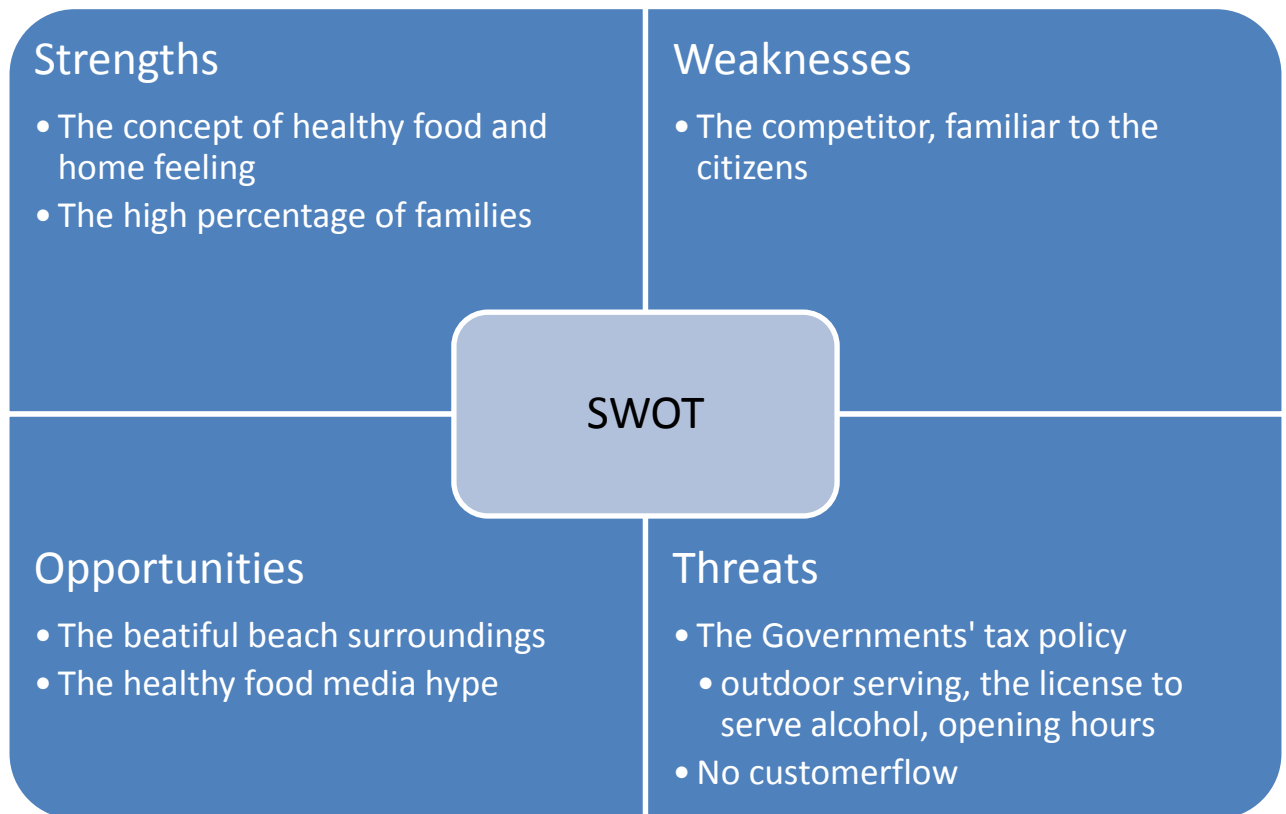 Strengths
• The concept of healthy food and
home feeling
• The high percentage of families
Weaknesses
• The competitor, familiar to the
citizens
SWOT
Opportunities
• The beatiful beach surroundings
• The healthy food media hype
Threats
• The Governments' tax policy
• outdoor serving, the license to
serve alcohol, opening hours
• No customerflow